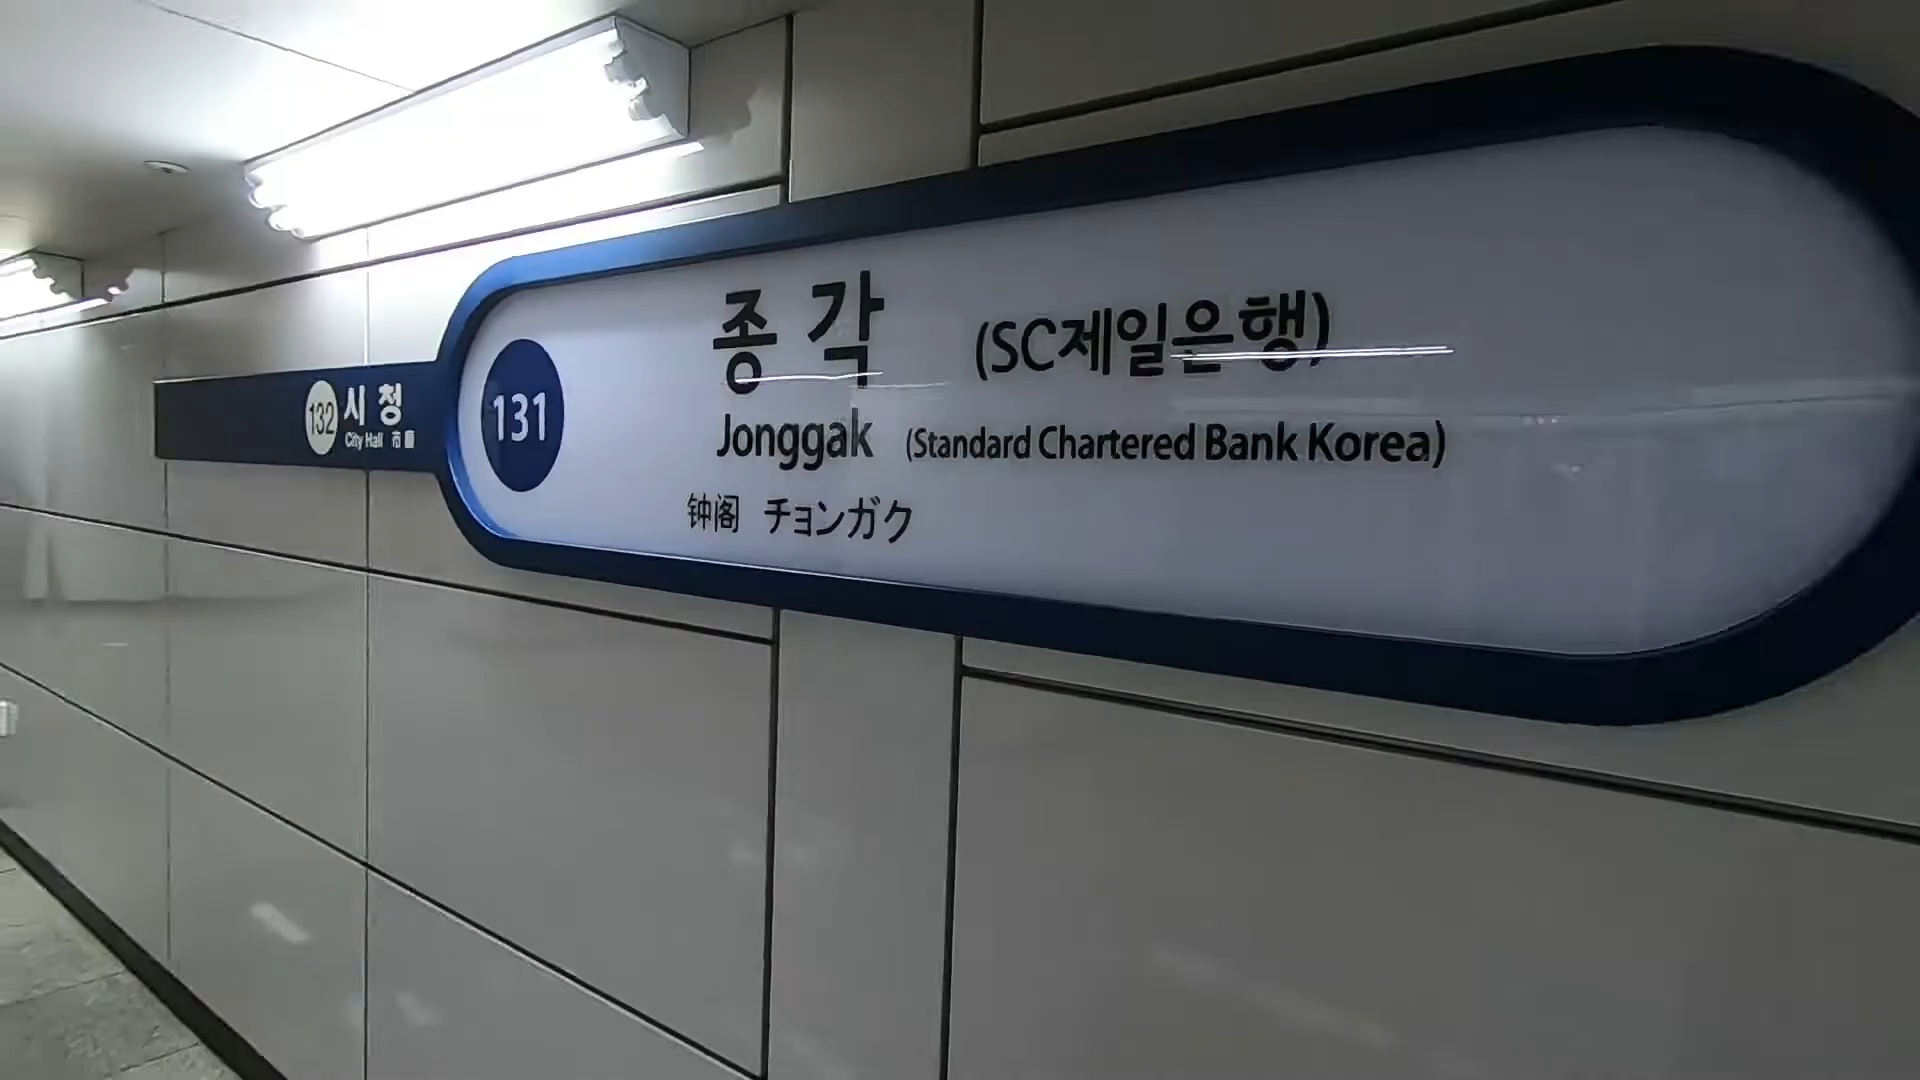 132 시청
City Hall 市廳
131
종각 (SC제일은행)
Jonggak (Standard Chartered Bank Korea)
钟阁 チョンガク